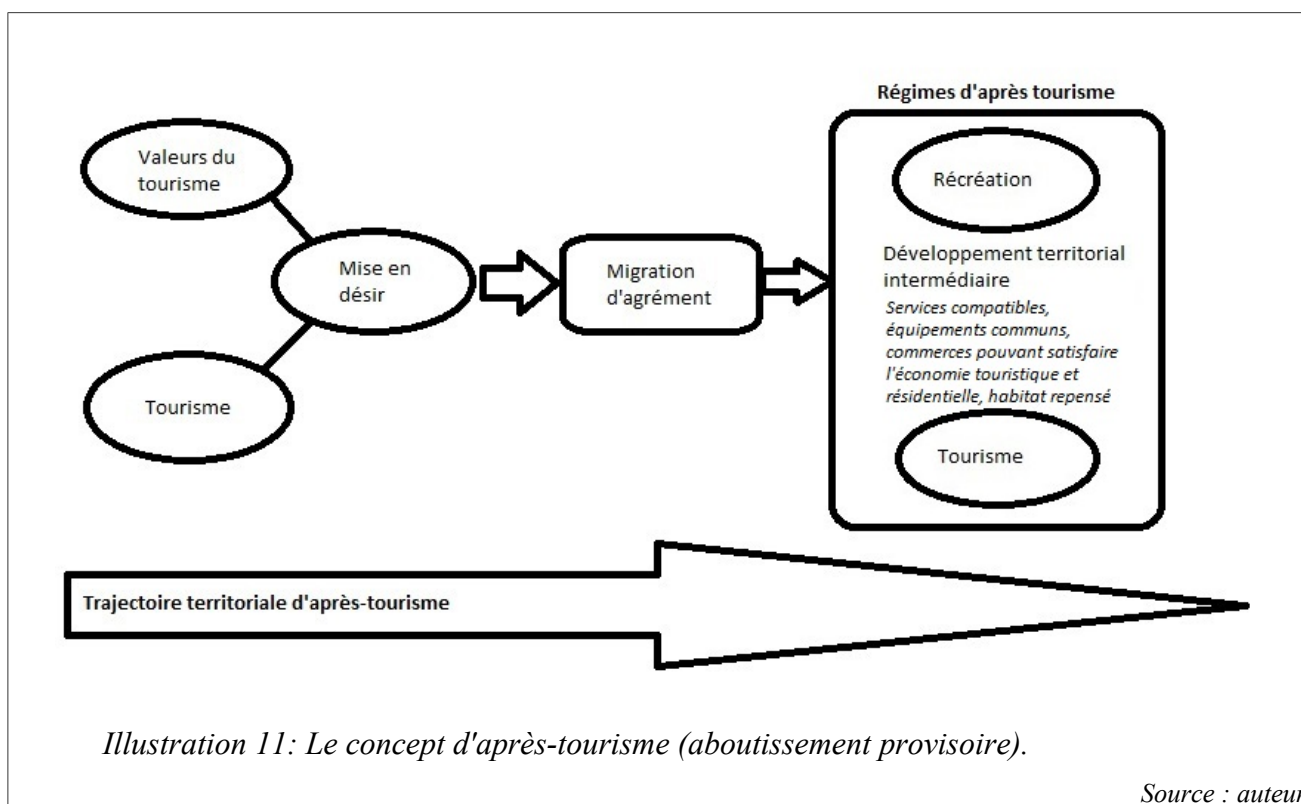 Régimes d'après tourisme
Valeurs du
tourisme
Mise en
désir
Tourisme
Migration
d'agrément
Récréation
Développement territorial
intermédiaire
Services compatibles,
équipements communs,
commerces pouvant satisfaire
l'économie touristique et
résidentielle, habitat repensé
Tourisme
Trajectoire territoriale d'après-tourisme
Illustration 11: Le concept d'après-tourisme (aboutissement provisoire).
Source : auteur